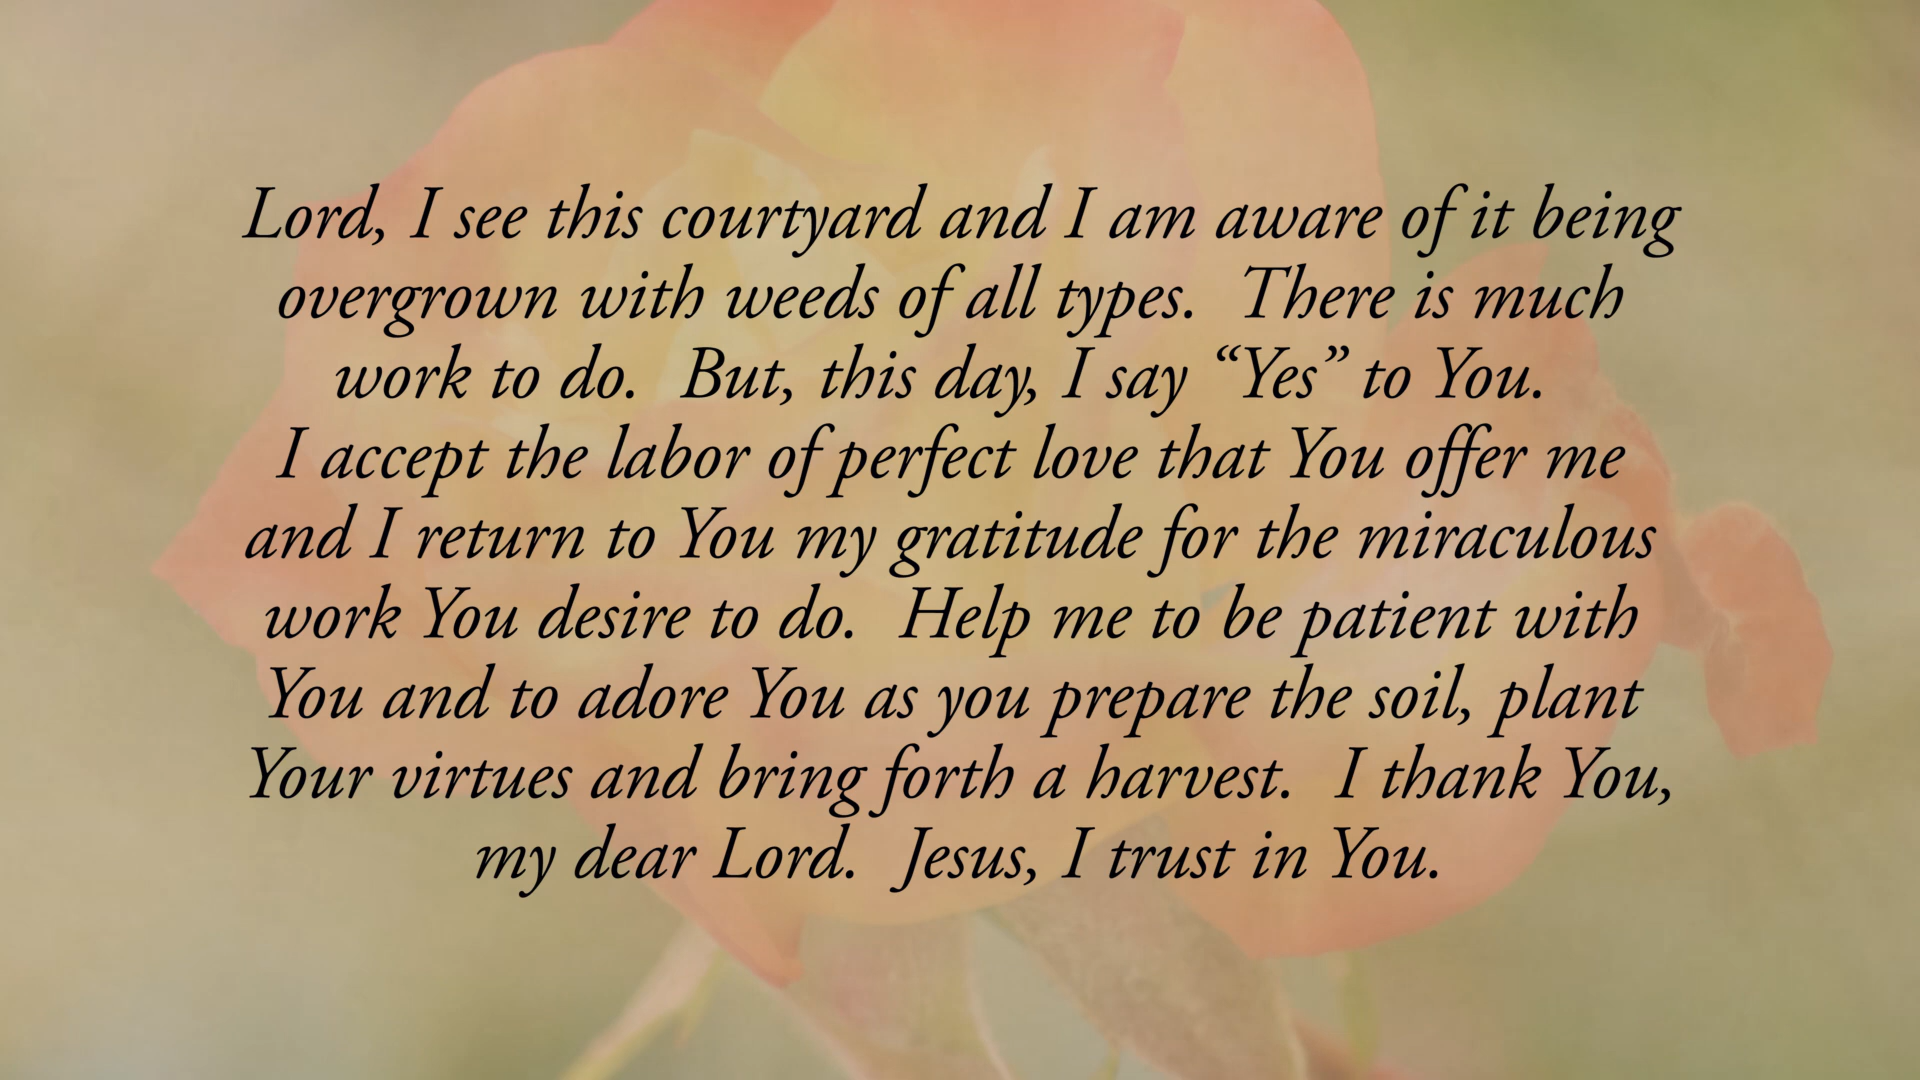 Lord, I see this courtyard and I am aware of it being
overgrown with weeds of all types.  There is much
work to do.  But, this day, I say “Yes” to You.
I accept the labor of perfect love that You offer me
and I return to You my gratitude for the miraculous
work You desire to do.  Help me to be patient with
You and to adore You as you prepare the soil, plant
Your virtues and bring forth a harvest.  I thank You,
my dear Lord.  Jesus, I trust in You.